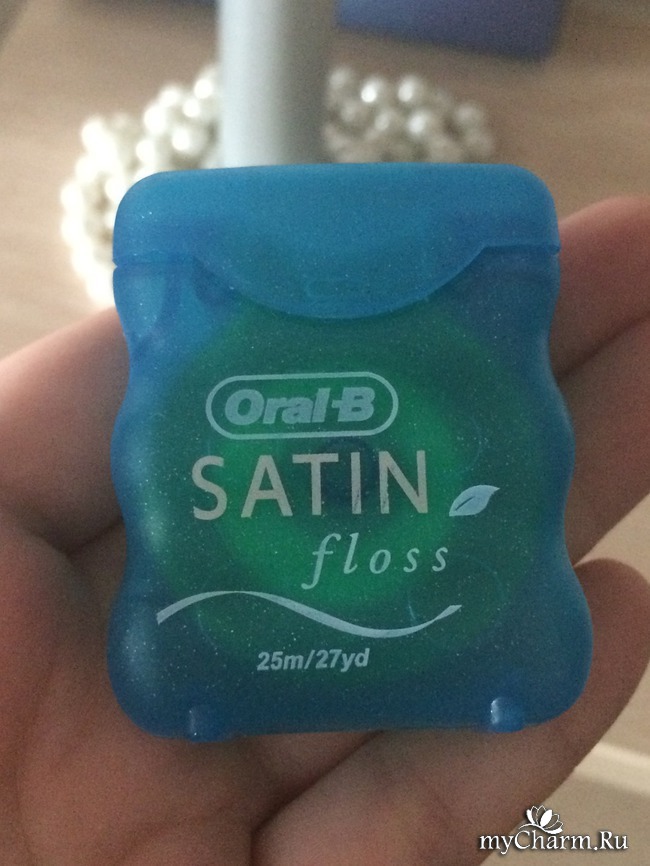 Oral-B
SATIN
floss
25m/27yd
myCharm.Ru